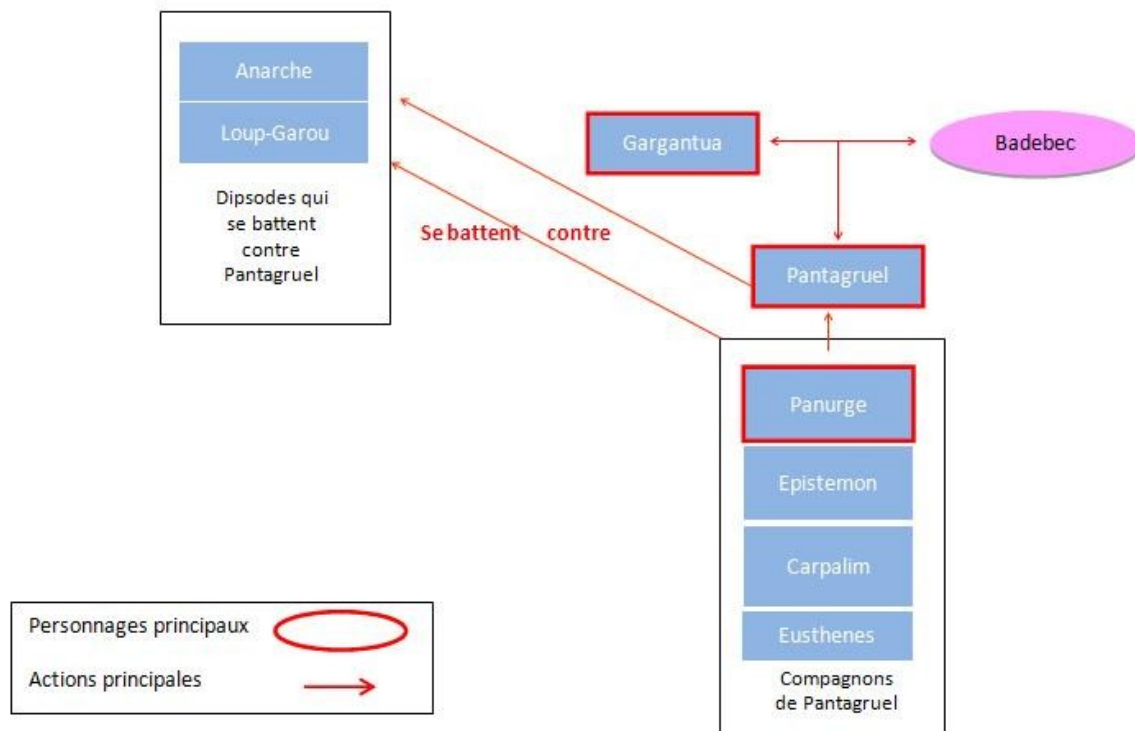 Anarche
Loup-Garou
Dipsodes qui
se battent
contre
Pantagruel
Gargantua
Badebec
Se battent contre
Pantagruel
Panurge
Epistemon
Carpalim
Eusthenes
Compagnons
de Pantagruel
Personnages principaux
Actions principales